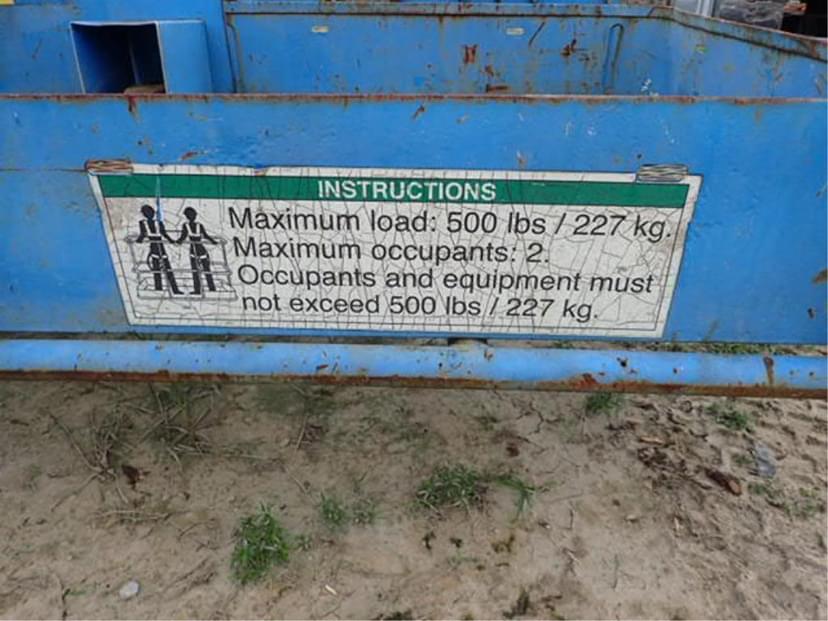 INSTRUCTIONS
Maximum load: 500 lbs / 227 kg.
Maximum occupants: 2.
Occupants and equipment must
not exceed 500 lbs / 227 kg.